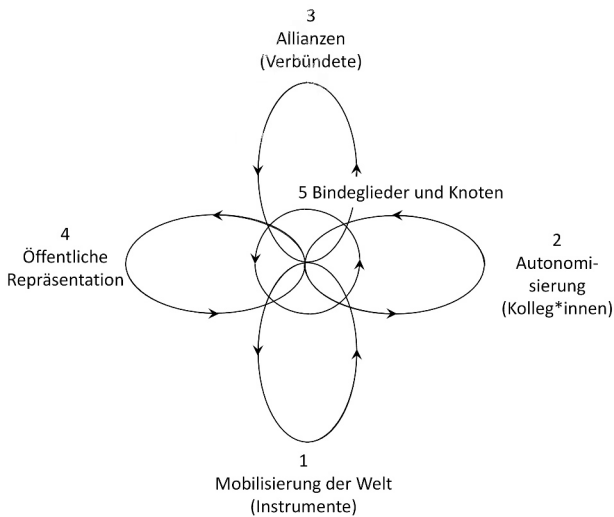 3
Allianzen
(Verbündete)
5 Bindeglieder und Knoten
4
Öffentliche
Repräsentation
2
Autonomi-
sierung
(Kolleg*innen)
1
Mobilisierung der Welt
(Instrumente)